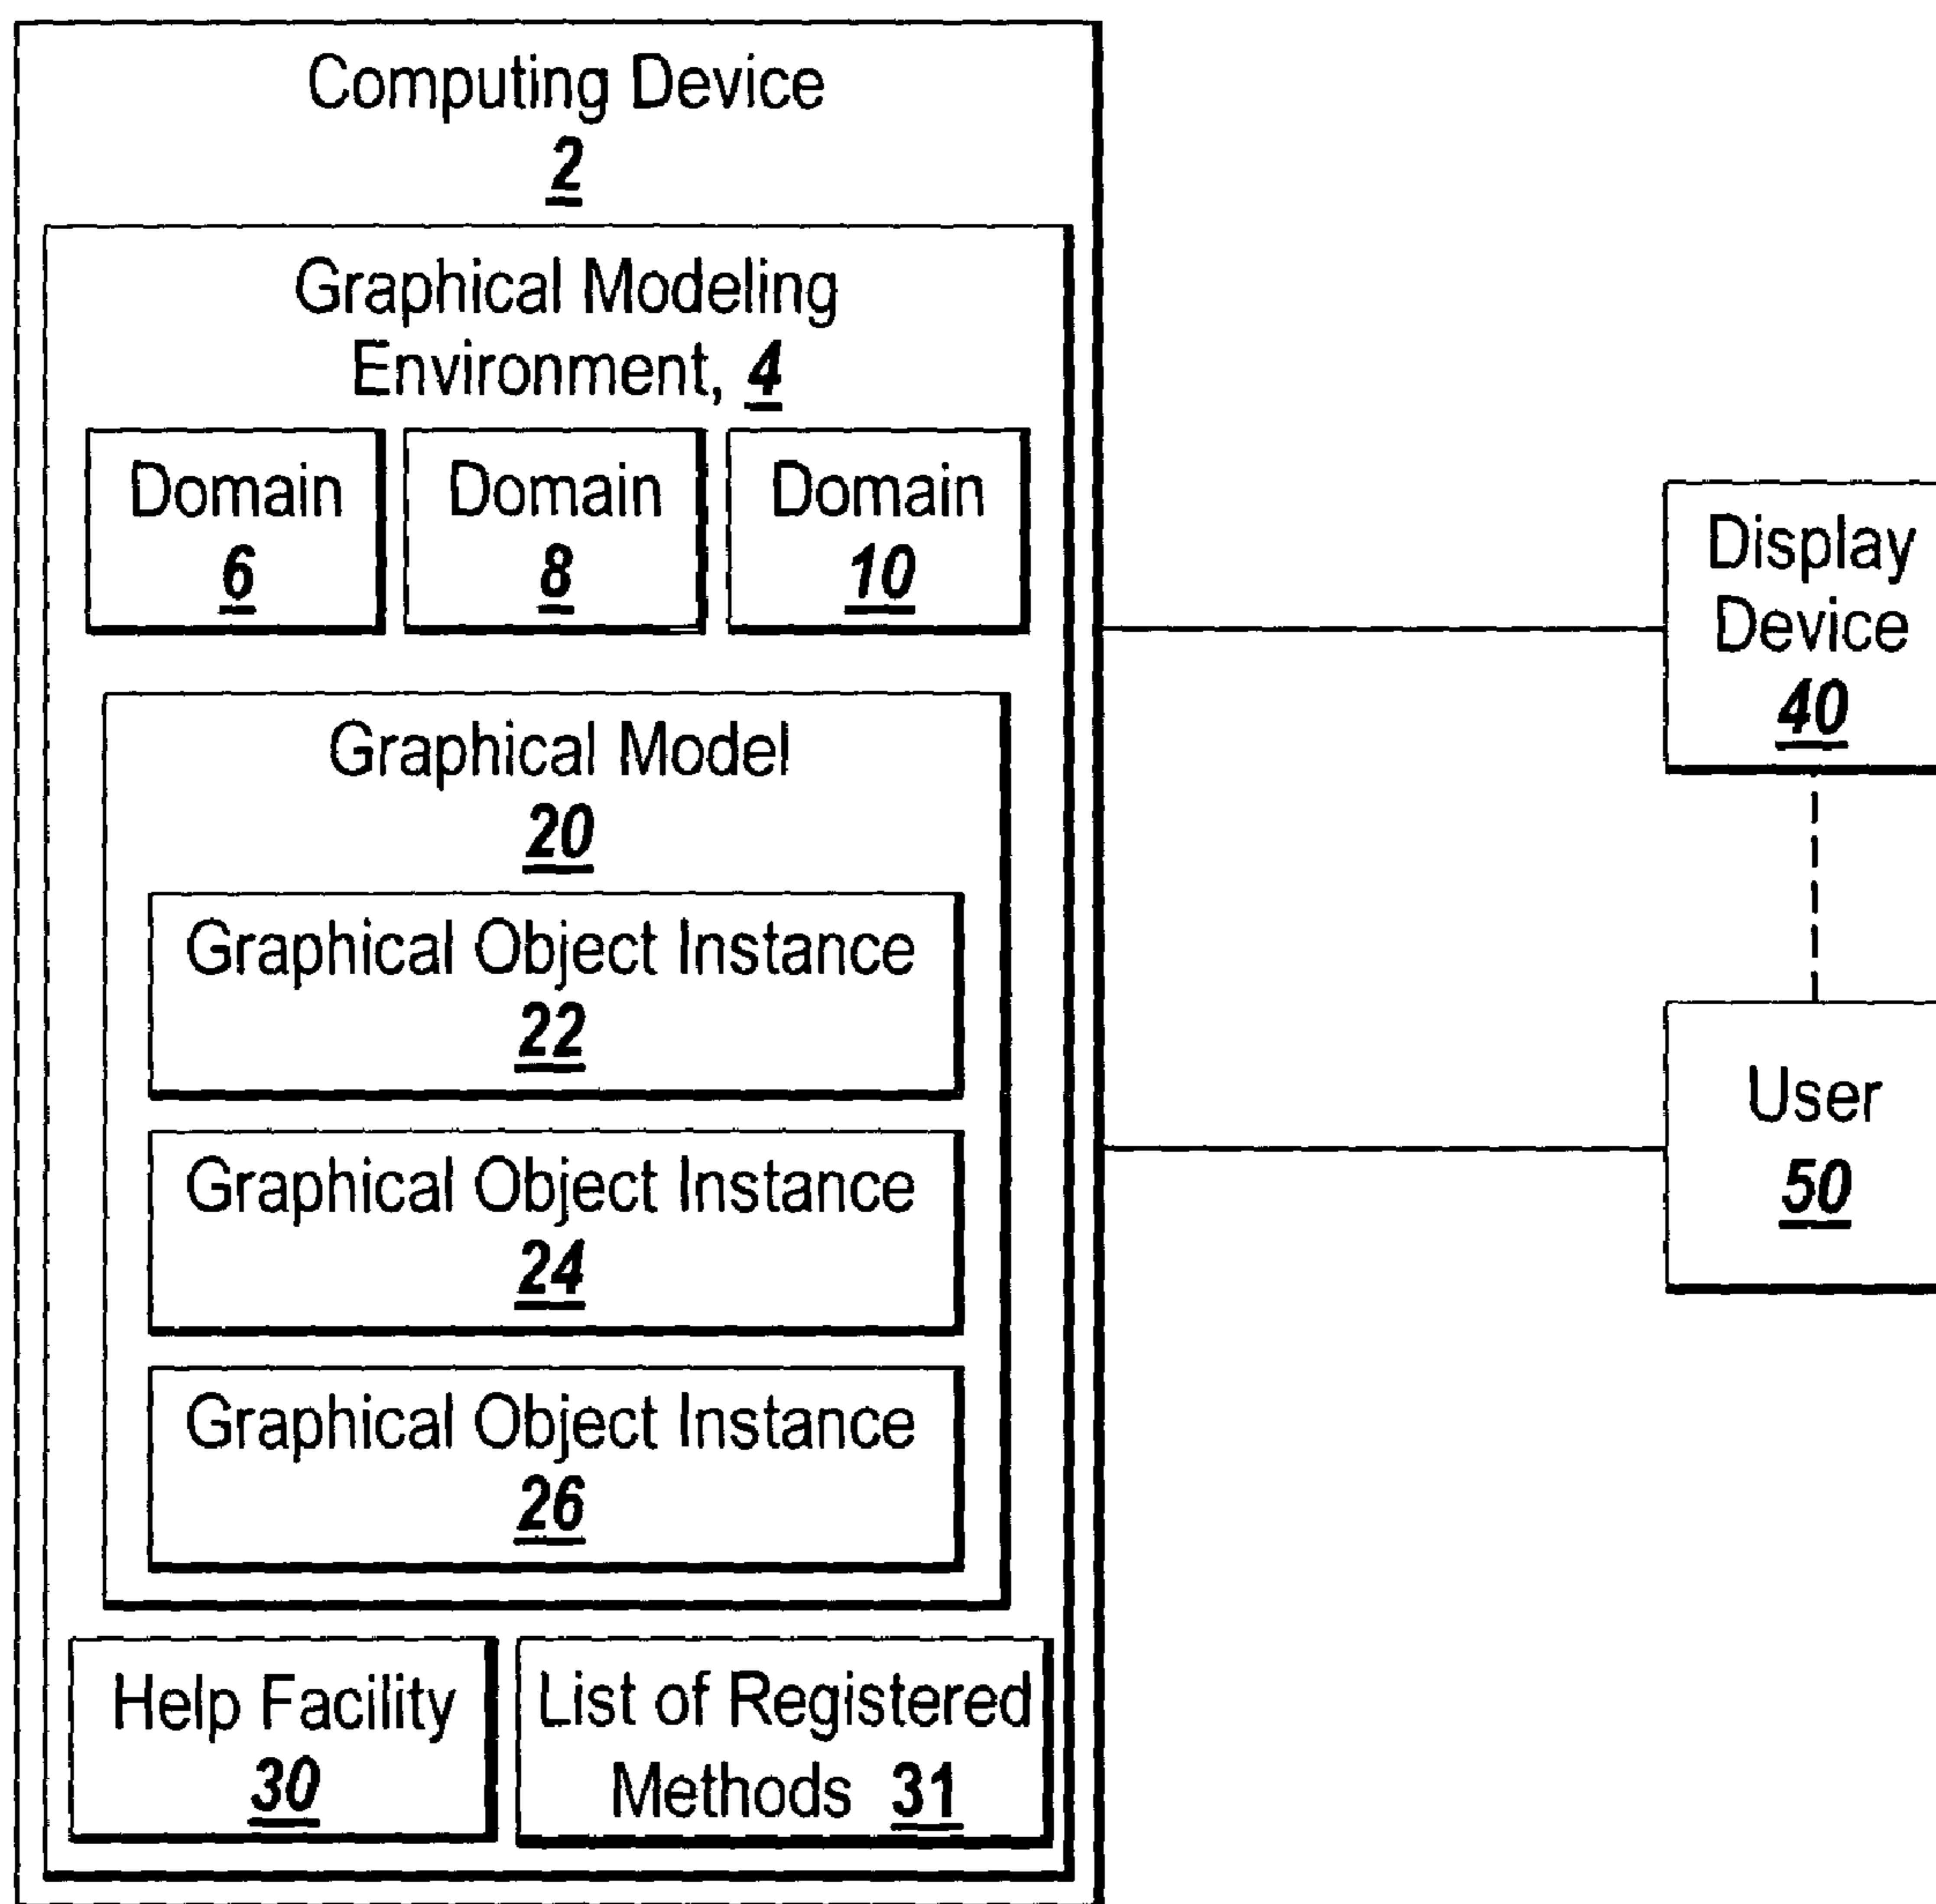 Computing Device
2
Graphical Modeling
Environment, 4
Domain
6
Domain
8
Domain
10
Graphical Model
20
Graphical Object Instance
22
Graphical Object Instance
24
Graphical Object Instance
26
Help Facility
30
List of Registered
Methods 31
Display
Device
40
User
50